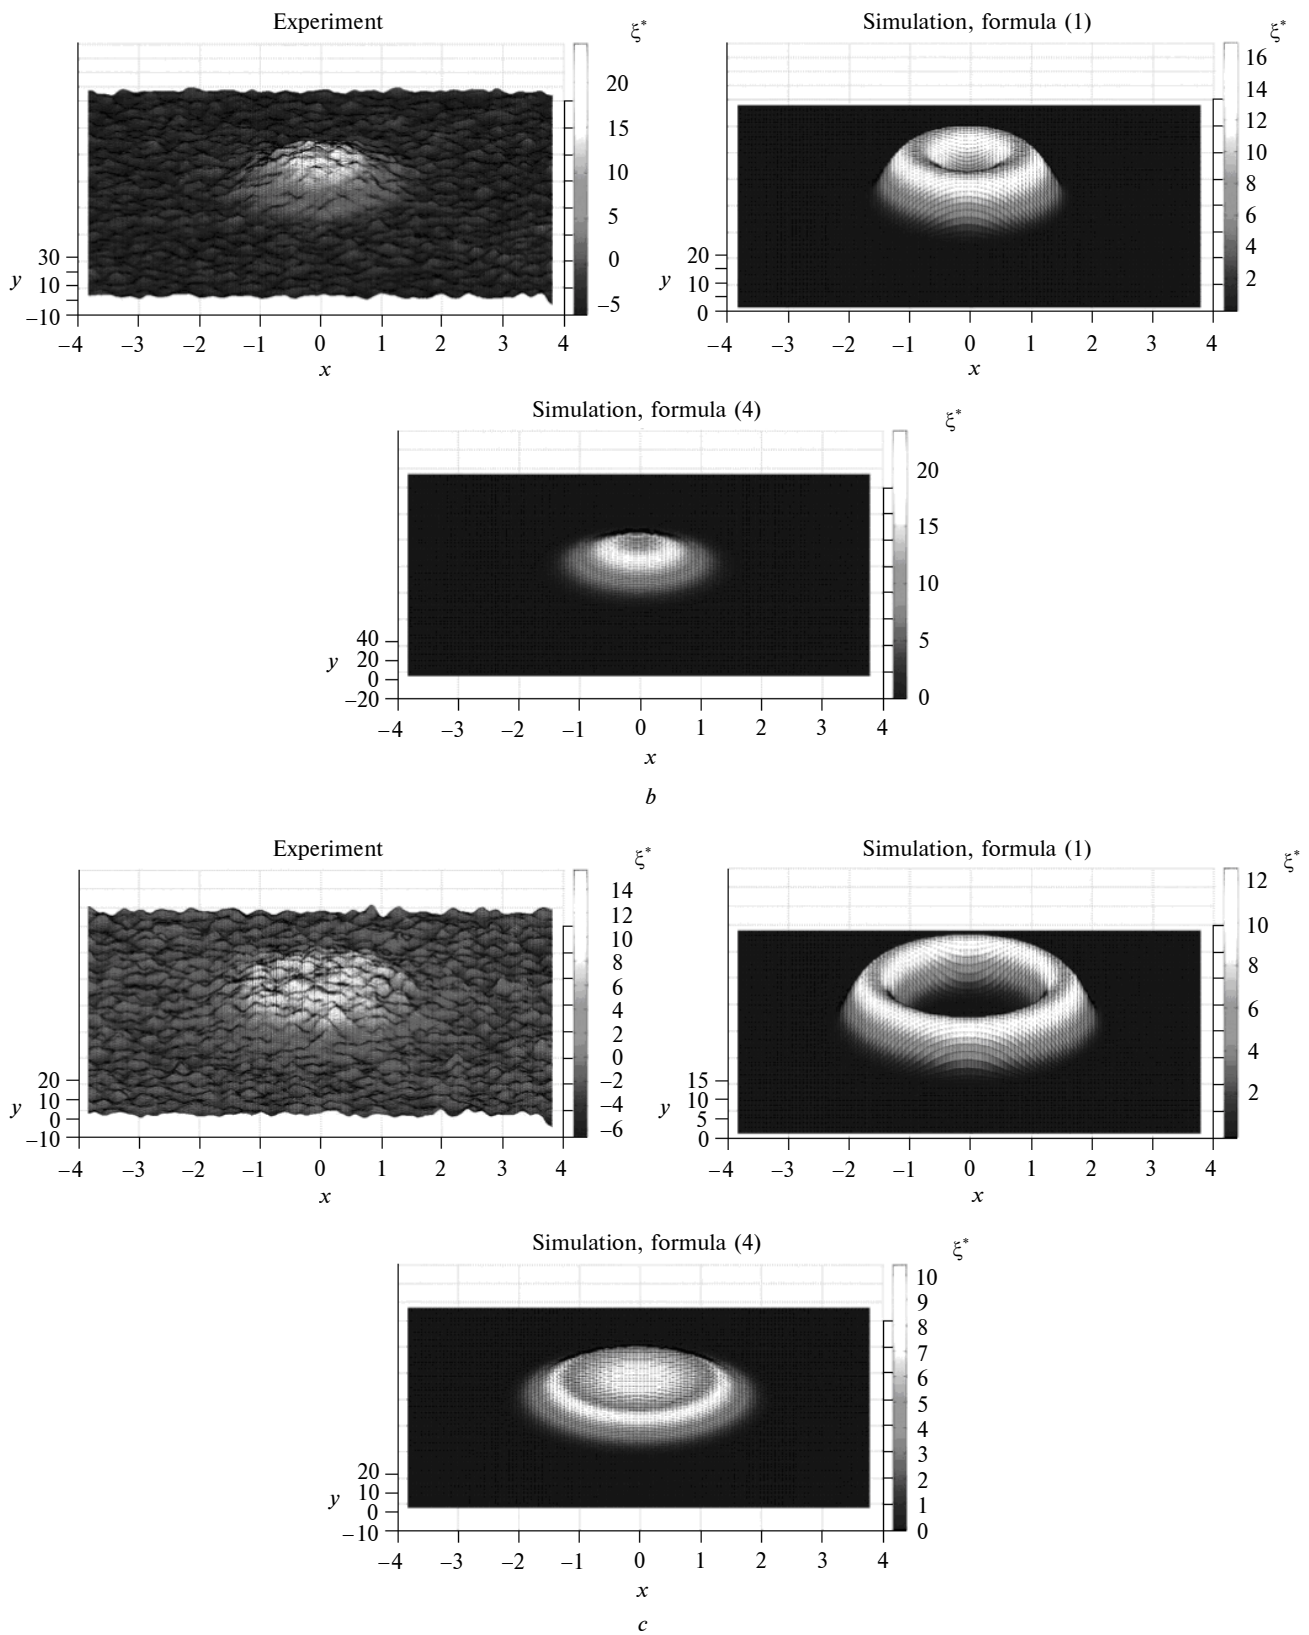 Experiment
ξ*
20
15
10
5
0
–5
30
y 10
–10
–4 –3 –2 –1 0 1 2 3 4
x
Simulation, formula (1)
ξ*
16
14
12
10
8
6
4
2
20
y 10
0
–4 –3 –2 –1 0 1 2 3 4
x
Simulation, formula (4)
ξ*
20
15
10
5
0
40
y 20
0
–20
–4 –3 –2 –1 0 1 2 3 4
x
b
Experiment
ξ*
14
12
10
8
6
4
2
0
–2
–4
–6
20
y 10
0
–10
–4 –3 –2 –1 0 1 2 3 4
x
Simulation, formula (1)
ξ*
12
10
8
6
4
2
15
y 10
5
0
–4 –3 –2 –1 0 1 2 3 4
x
Simulation, formula (4)
ξ*
10
9
8
7
6
5
4
3
2
1
0
20
y 10
0
–10
–4 –3 –2 –1 0 1 2 3 4
x
c